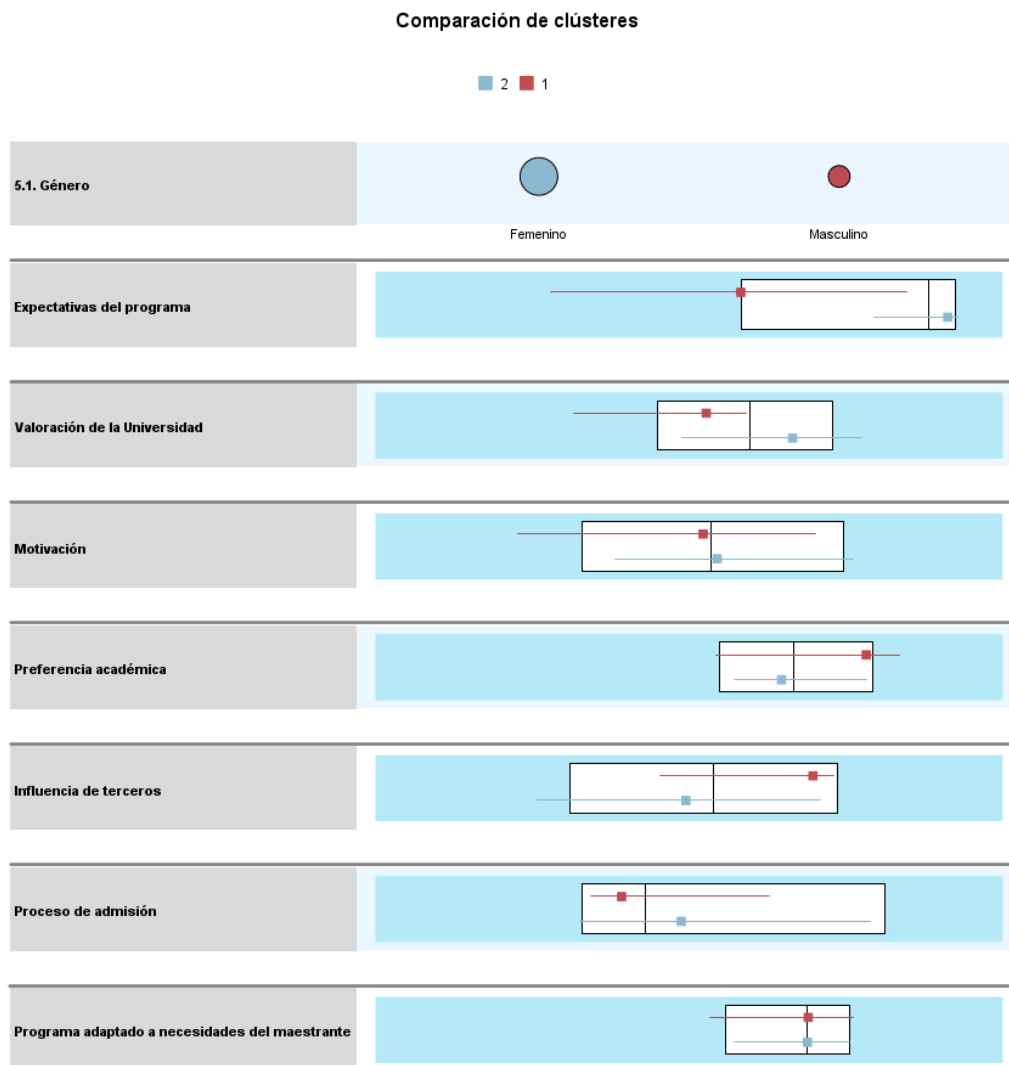 Comparación de clústeres
2 1
5.1. Género
Femenino Masculino
Expectativas del programa
Valoración de la Universidad
Motivación
Preferencia académica
Influencia de terceros
Proceso de admisión
Programa adaptado a necesidades del maestrante